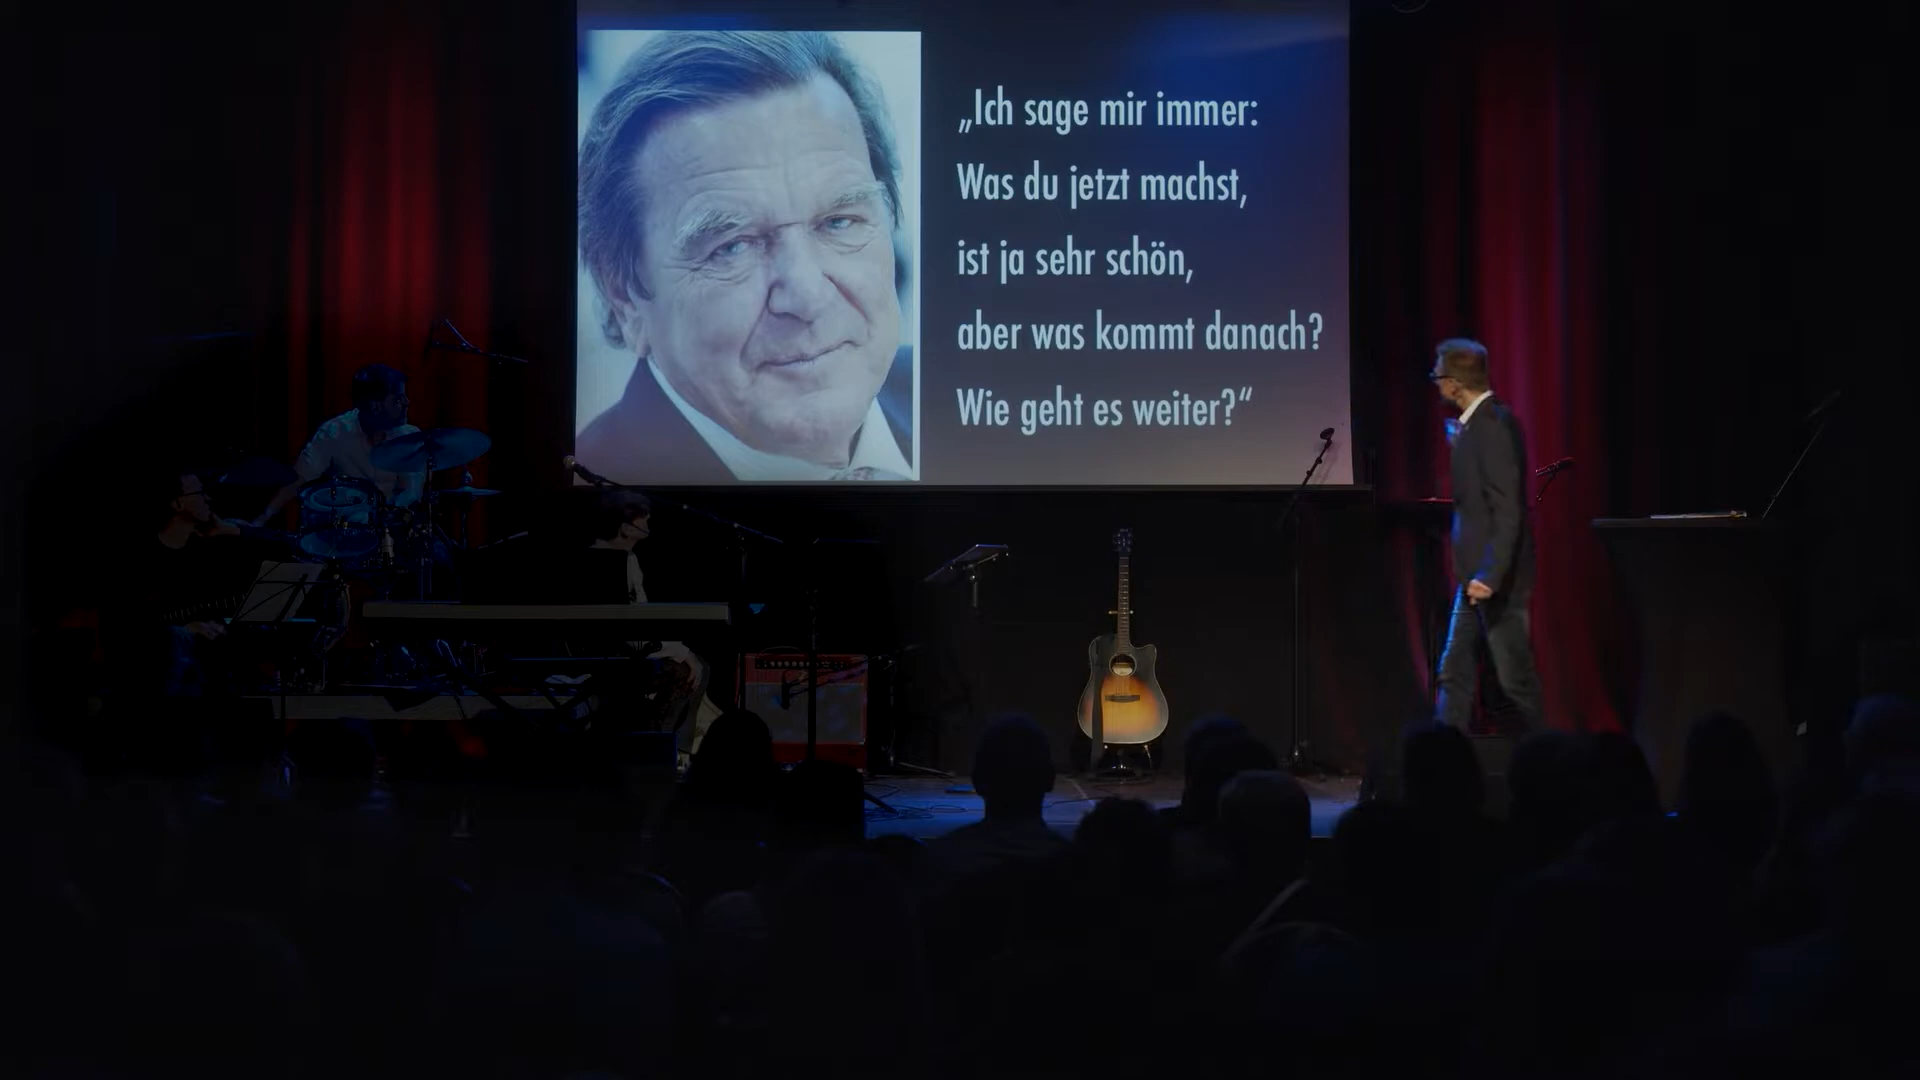 „Ich sage mir immer:
Was du jetzt machst,
ist ja sehr schön,
aber was kommt danach?
Wie geht es weiter?“